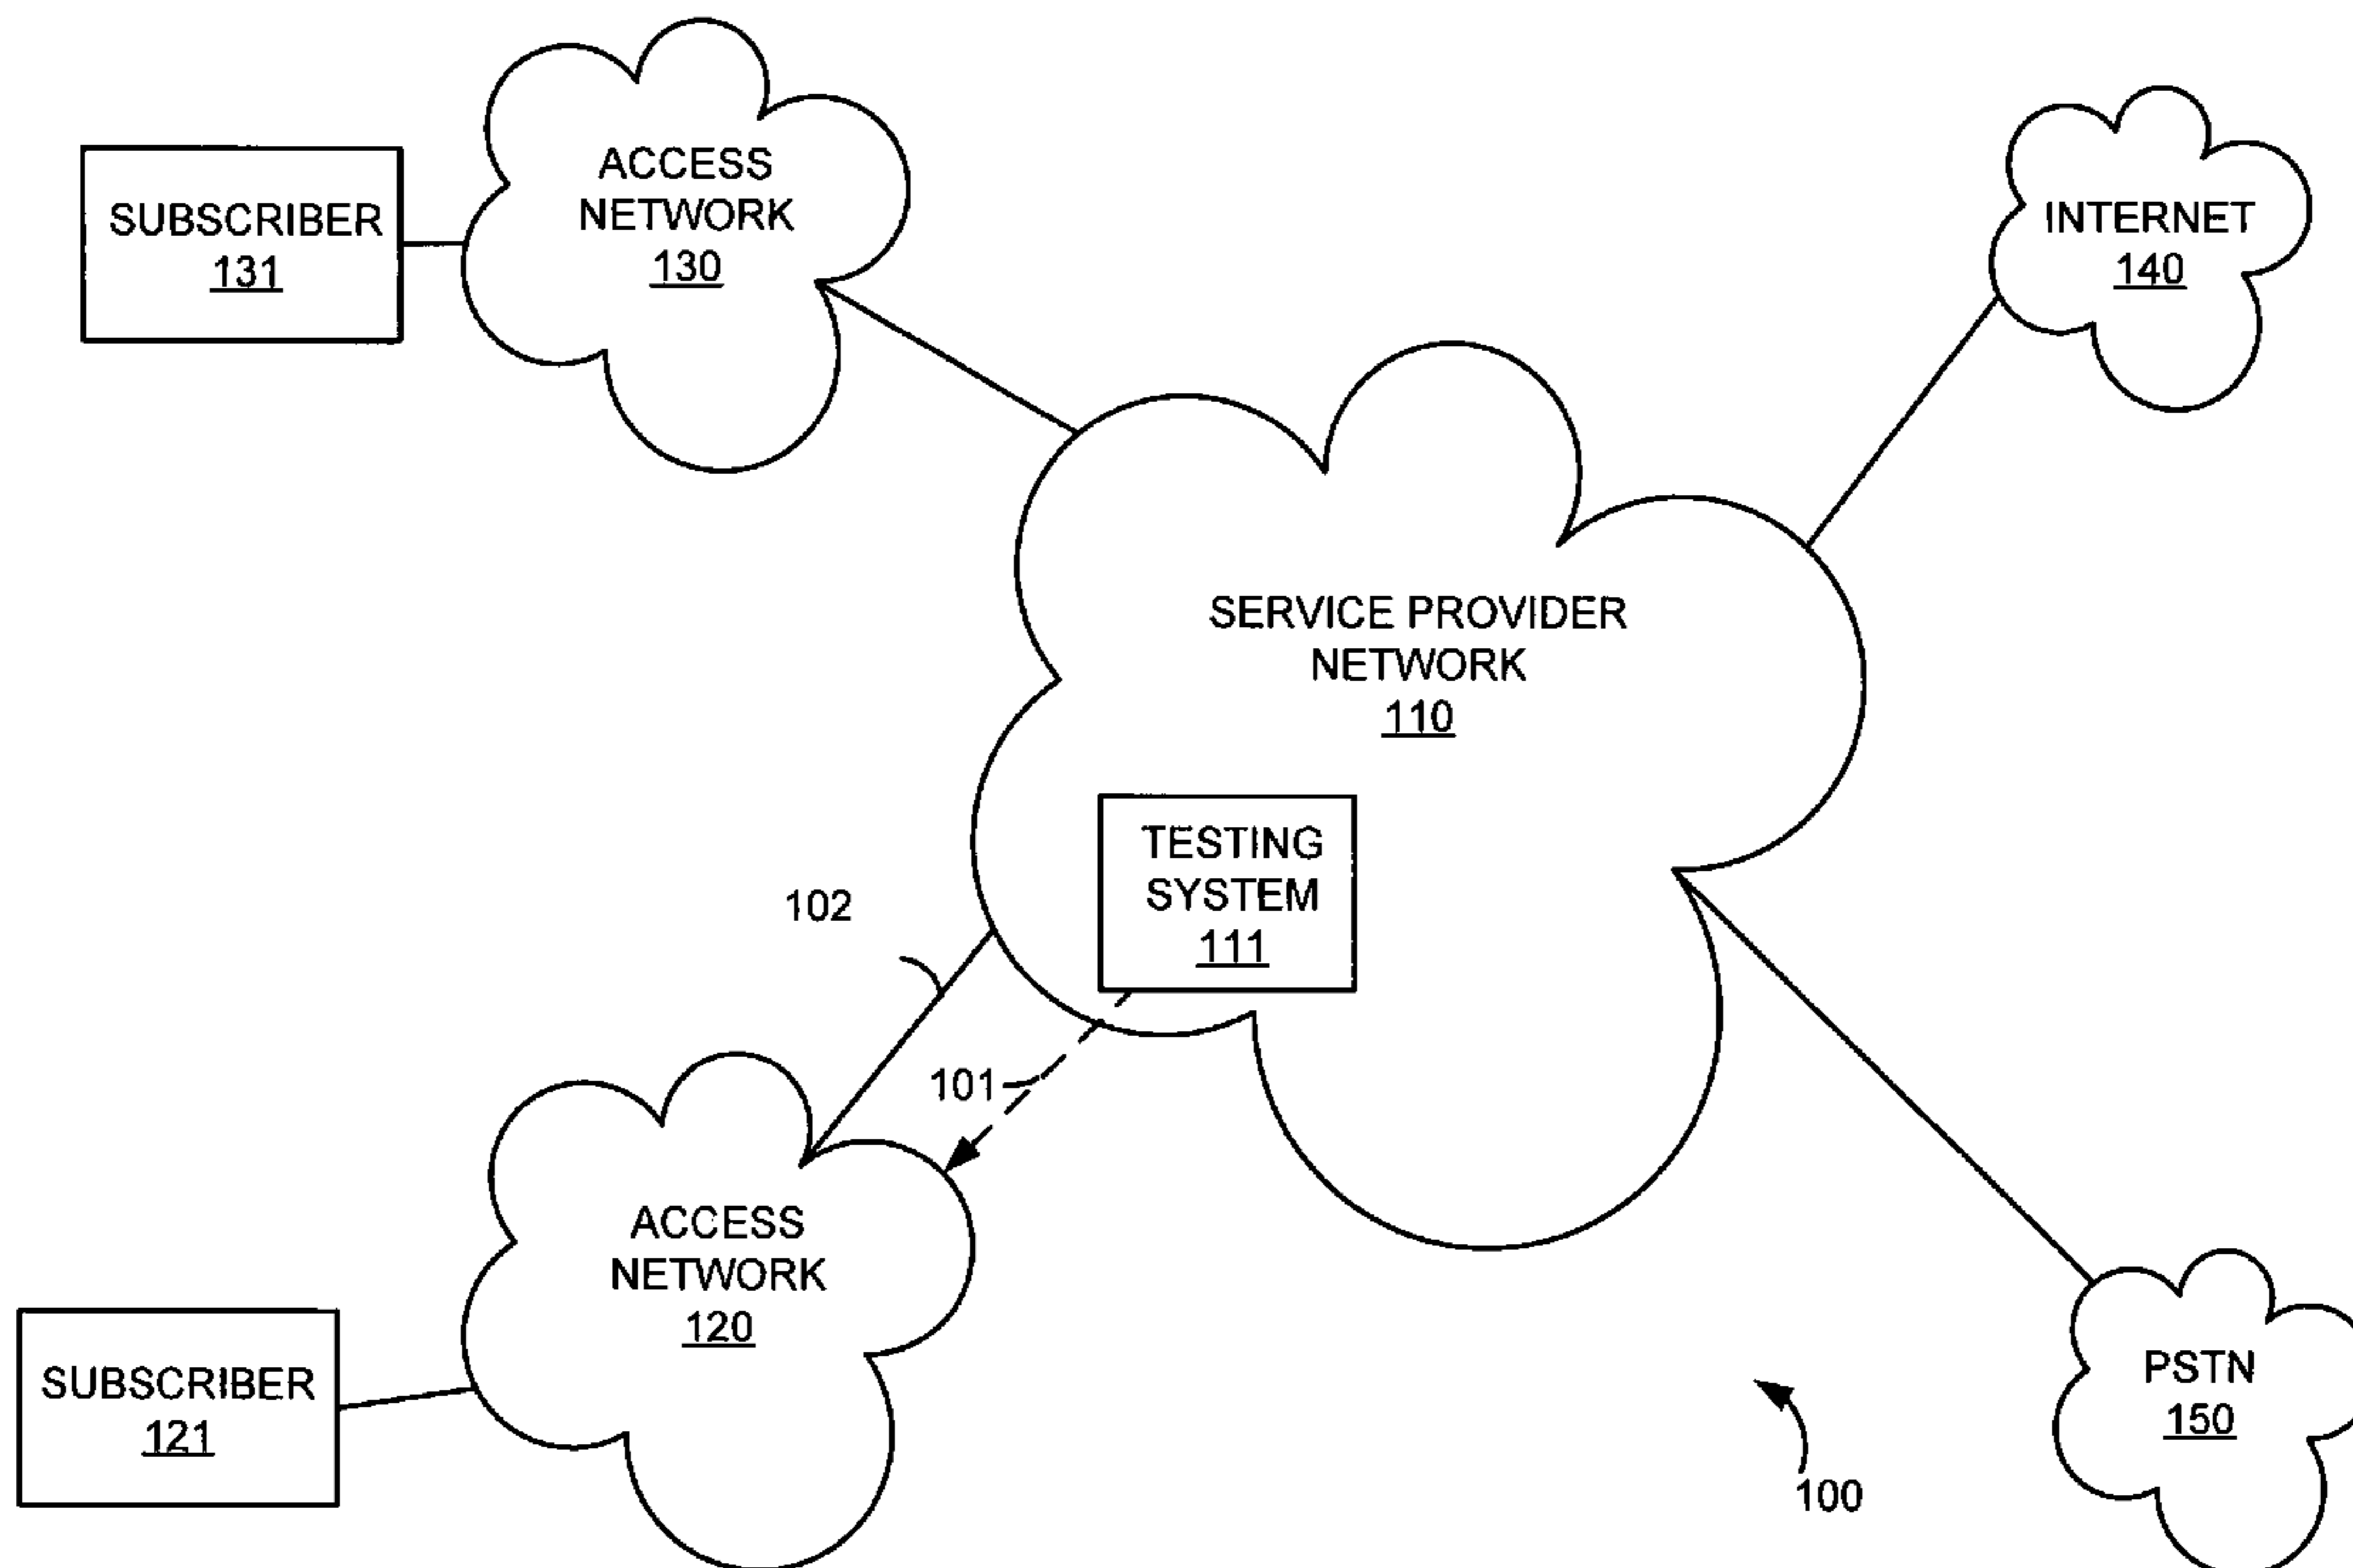 ACCESS
NETWORK
130
SUBSCRIBER
131
INTERNET
140
SERVICE PROVIDER
NETWORK
110
TESTING
SYSTEM
111
102
101
ACCESS
NETWORK
120
SUBSCRIBER
121
PSTN
150
100